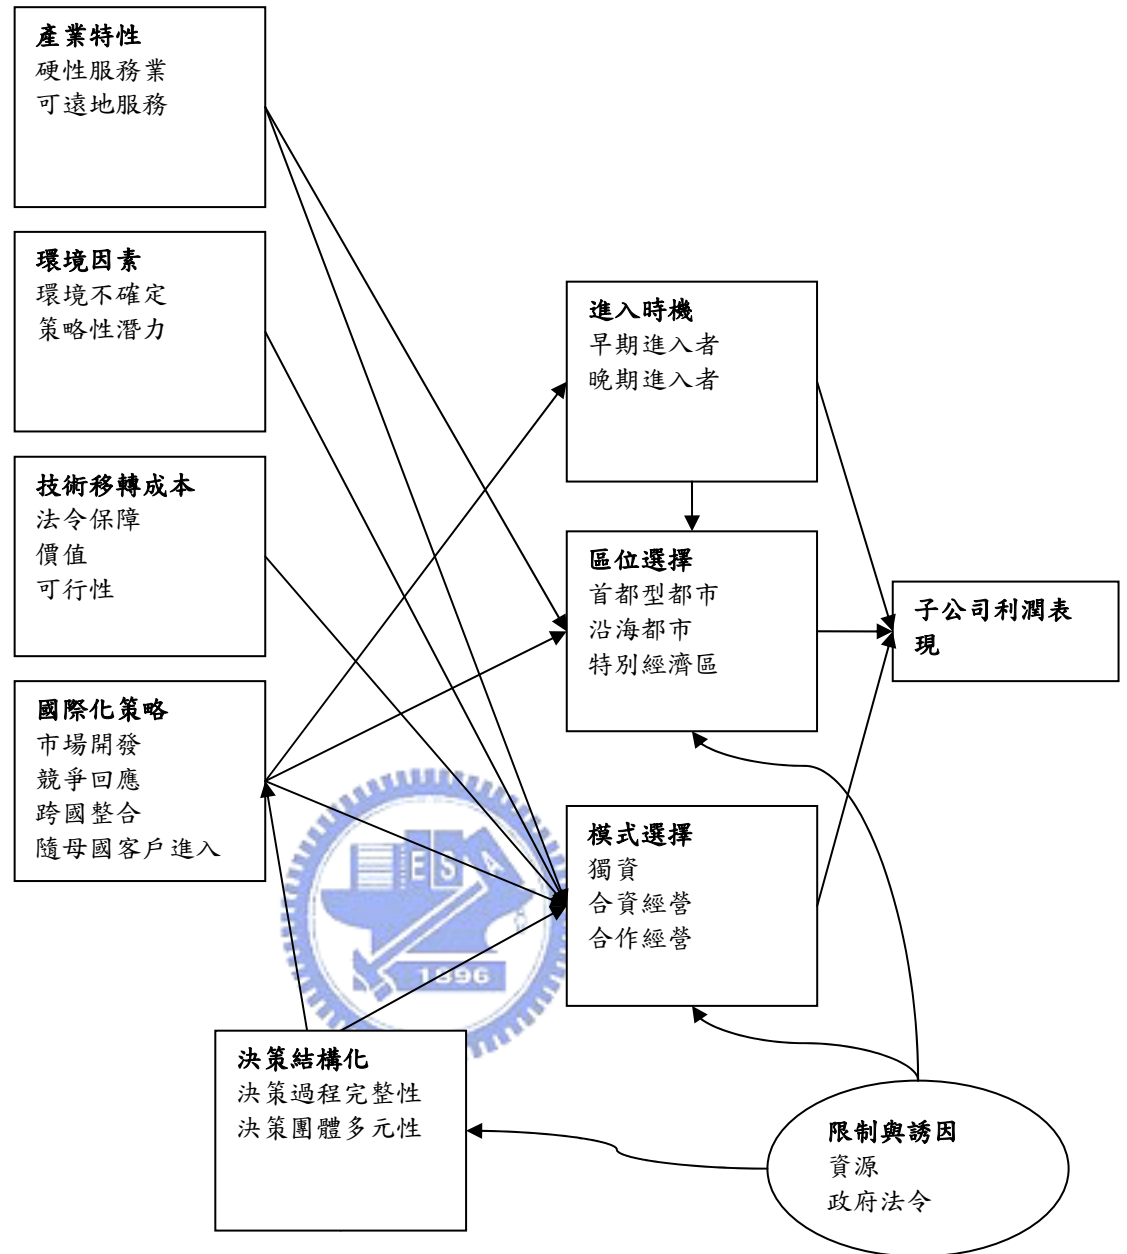 產業特性
硬性服務業
可遠地服務
環境因素
環境不確定
策略性潛力
技術移轉成本
法令保障
價值
可行性
國際化策略
市場開發
競爭回應
跨國整合
隨母國客戶進入
進入時機
早期進入者
晚期進入者
區位選擇
首都型都市
沿海都市
特別經濟區
模式選擇
獨資
合資經營
合作經營
子公司利潤表
現
決策結構化
決策過程完整性
決策團體多元性
限制與誘因
資源
政府法令
ESA
1896